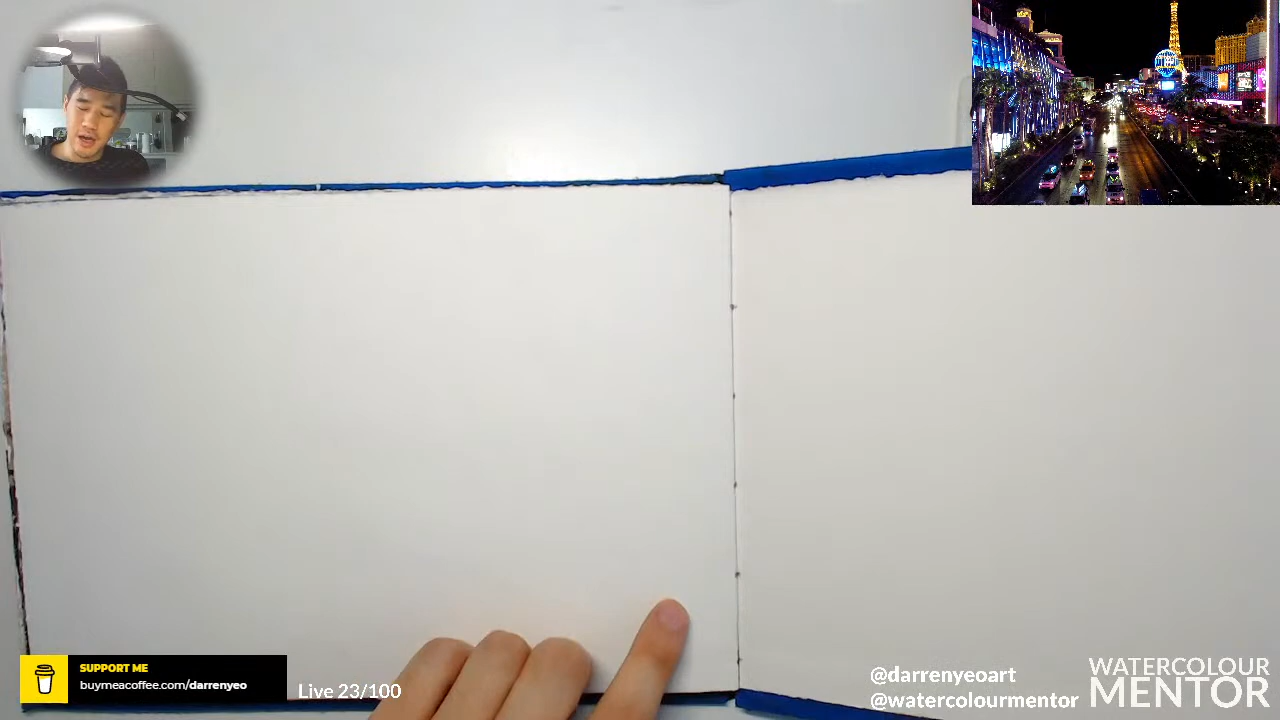 SUPPORT ME
buymeacoffee.com/darrenyeo
Live 23/100
@darrenyeoart
@watercolourmentor
WATERCOLOUR
MENTOR